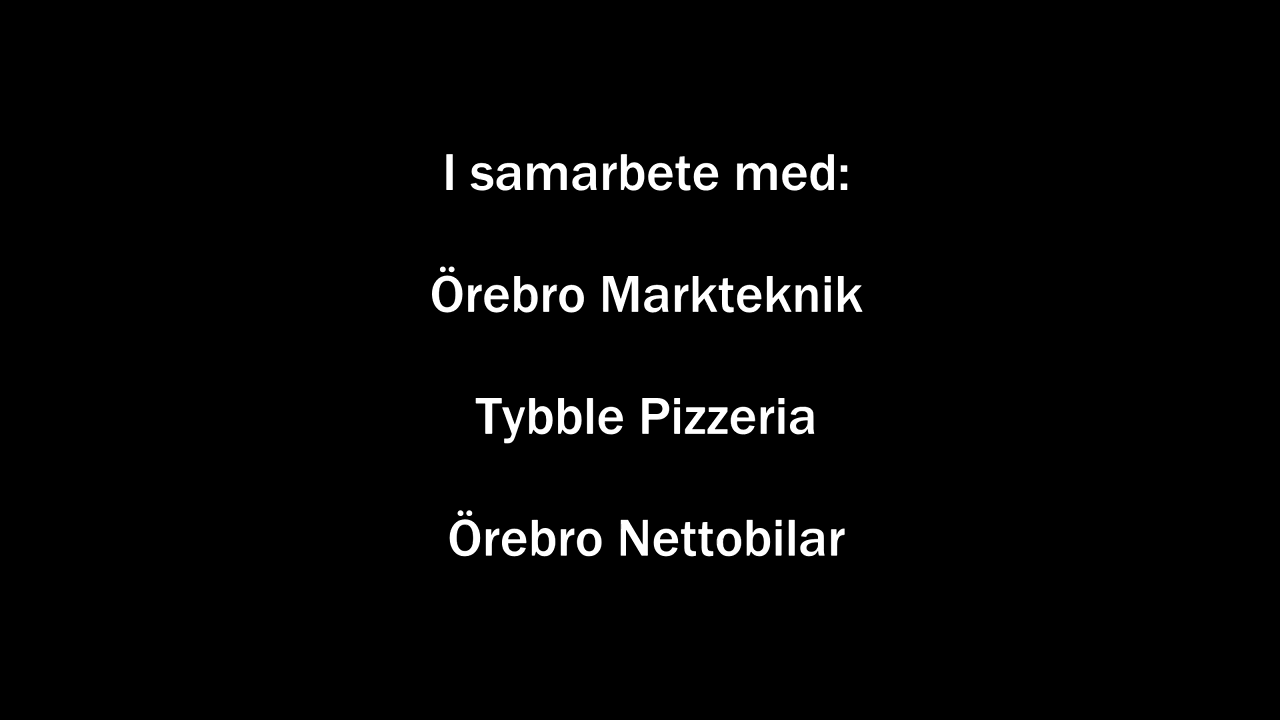 I samarbete med:
Örebro Markteknik
Tybble Pizzeria
Örebro Nettobilar